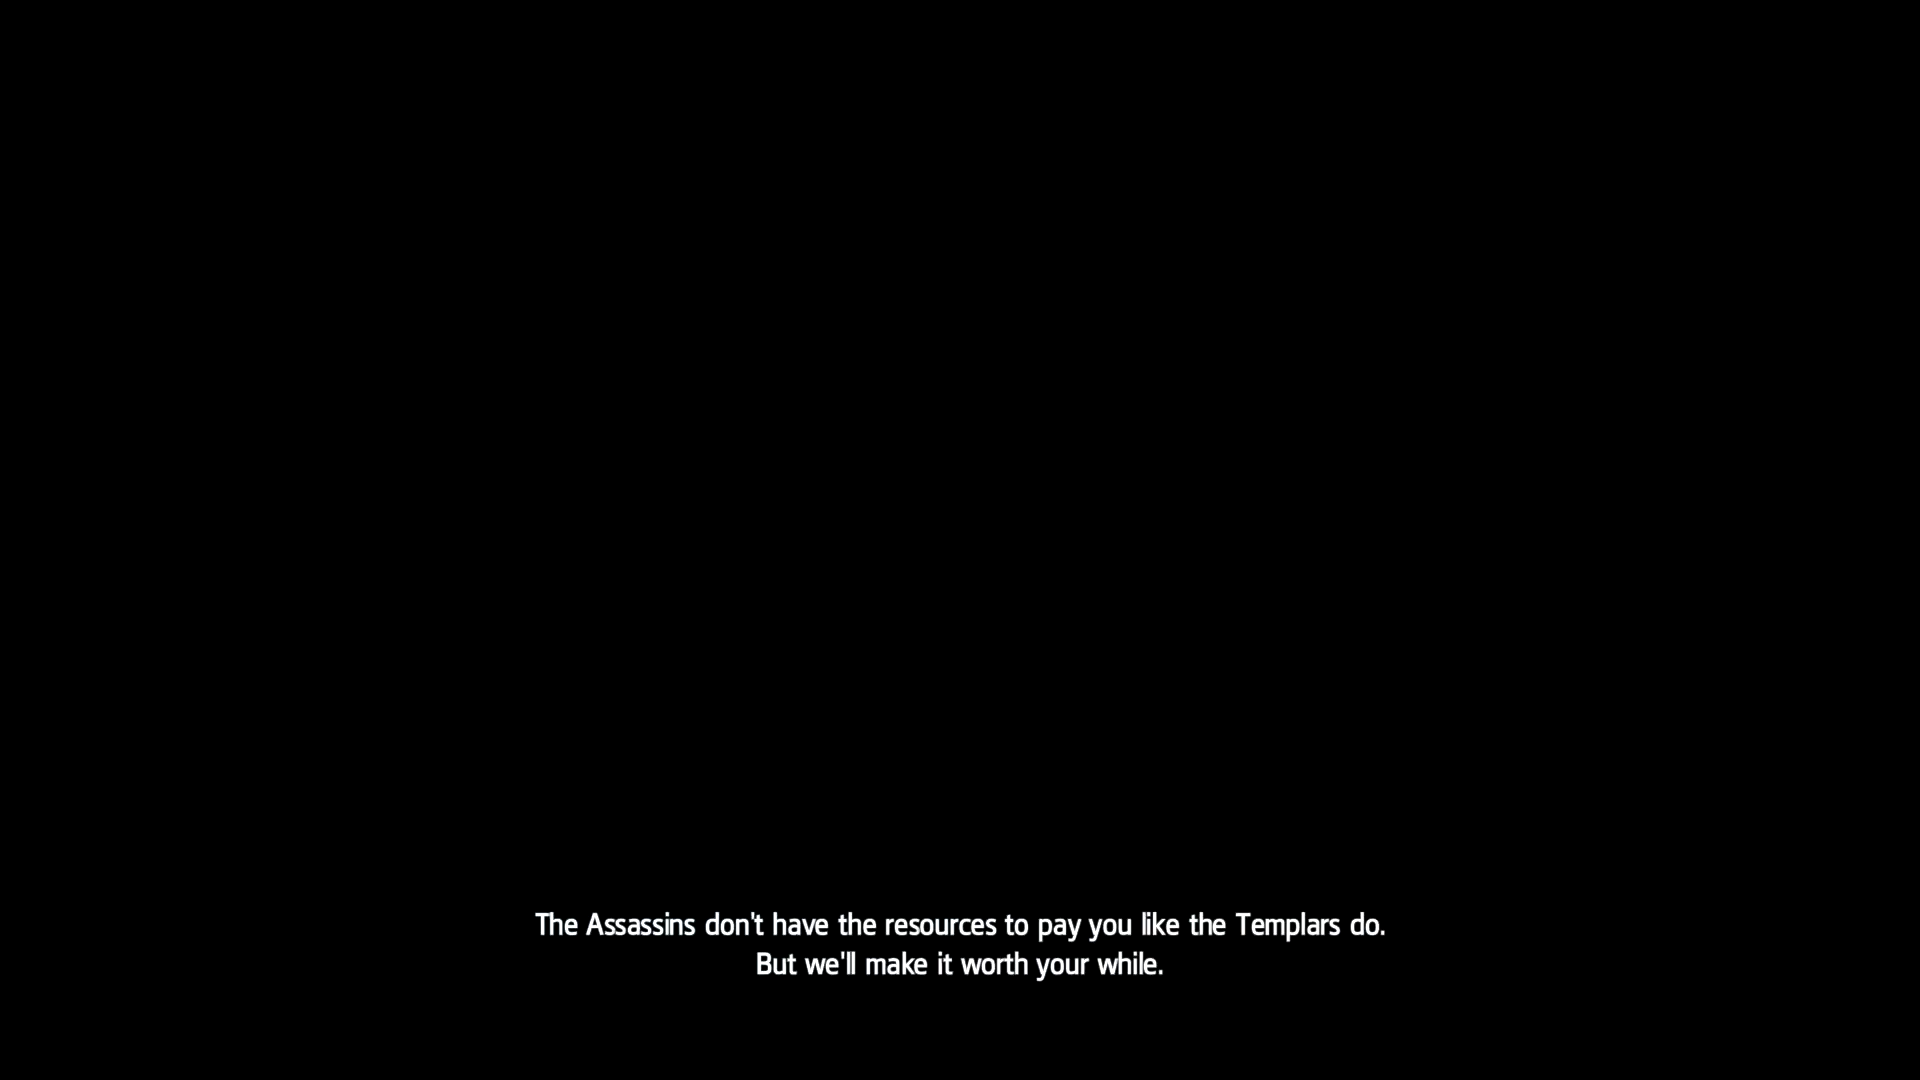 The Assassins don't have the resources to pay you like the Templars do.
But we'll make it worth your while.